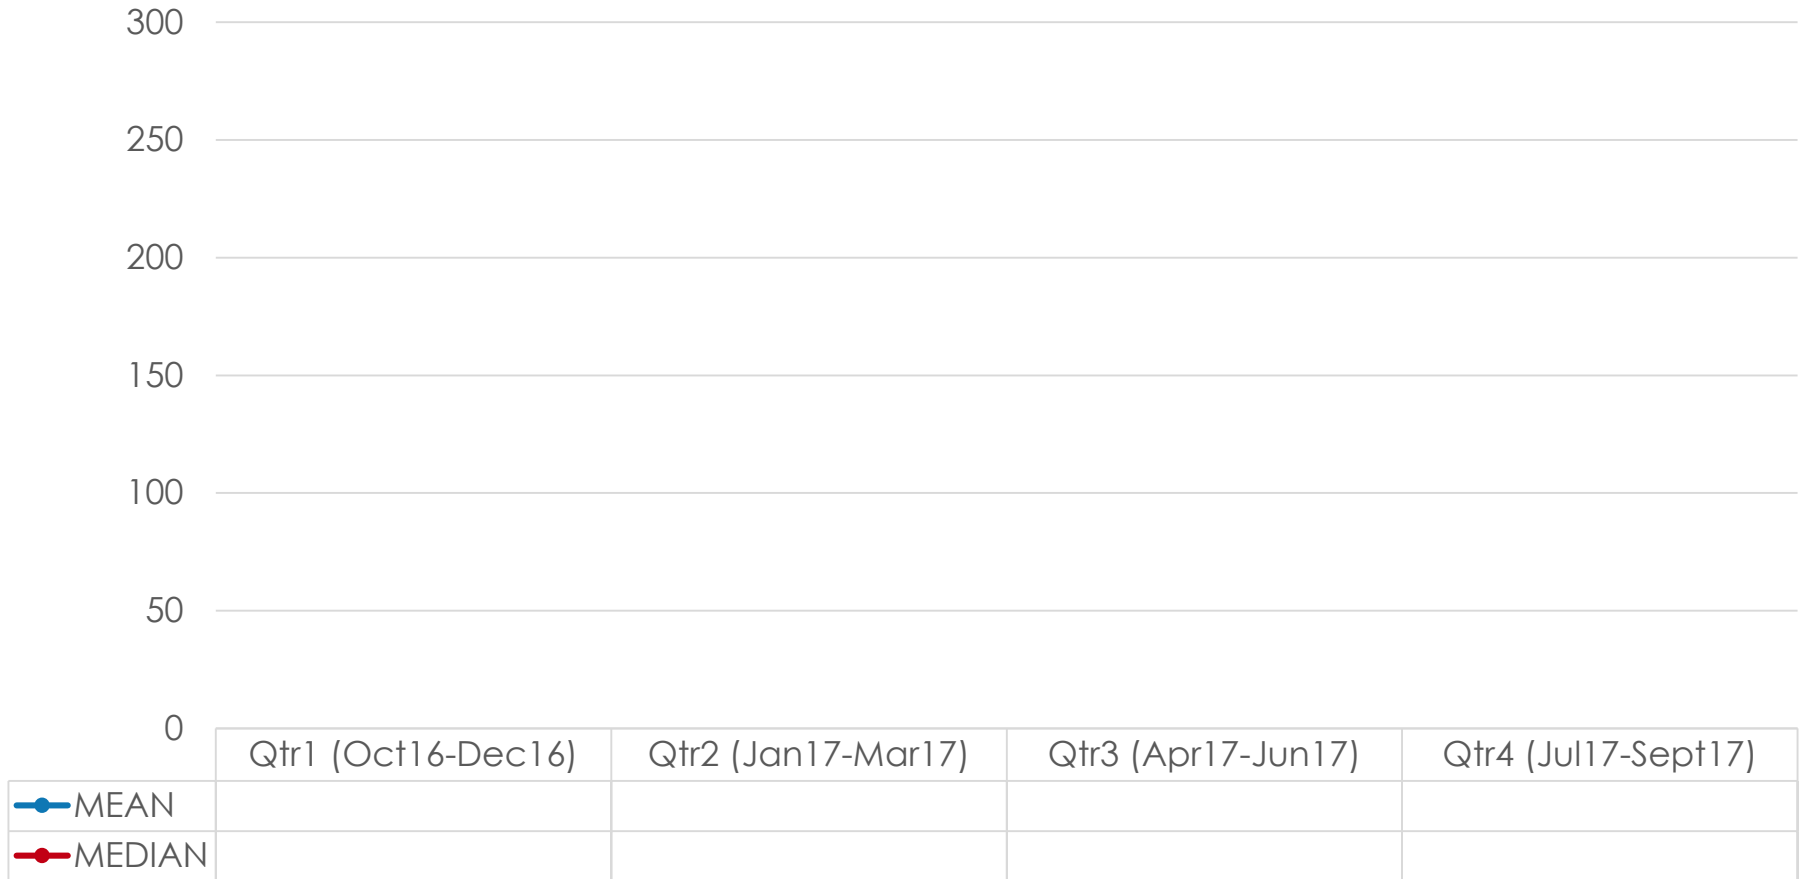 300
250
200
150
100
50
0
Qtr1 (Oct16-Dec16) Qtr2 (Jan17-Mar17) Qtr3 (Apr17-Jun17) Qtr4 (Jul17-Sept17)
MEAN
MEDIAN